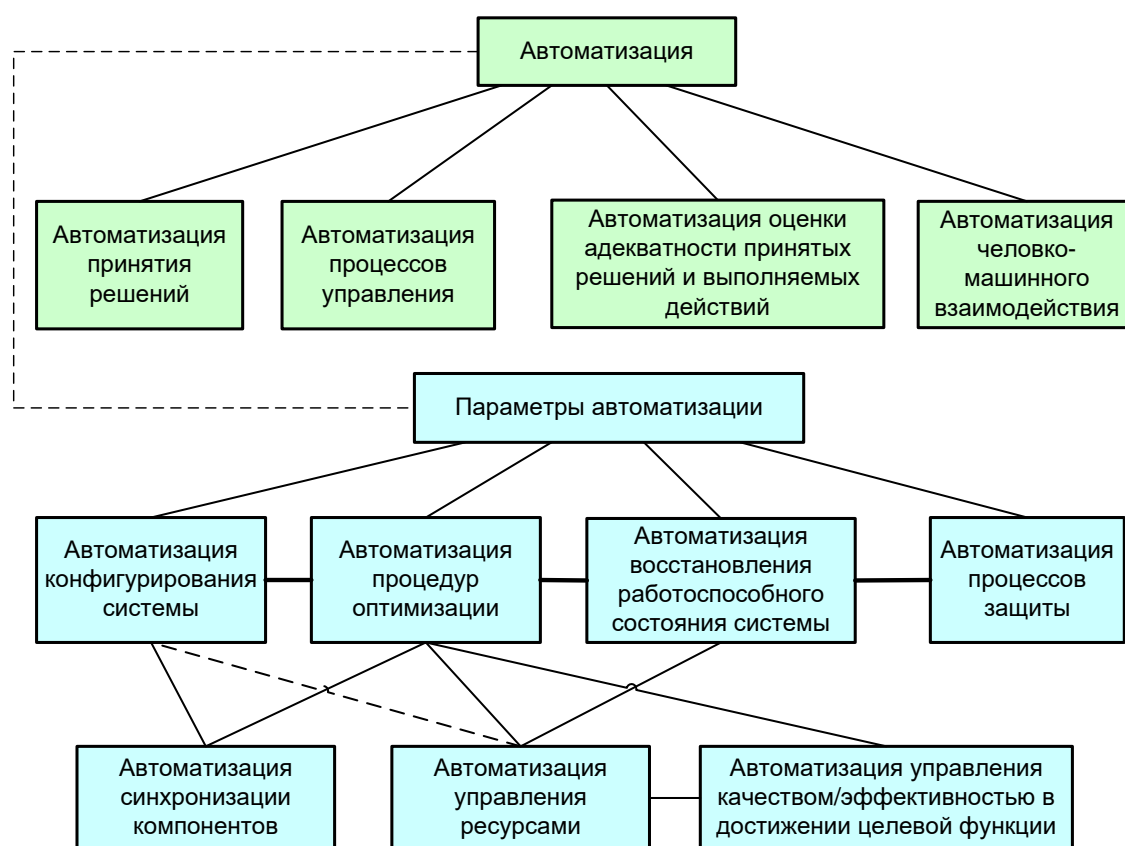 Автоматизация
Автоматизация
принятия
решений
Автоматизация
процессов
управления
Автоматизация оценки
адекватности принятых
решений и выполняемых
действий
Автоматизация
человко-
машинного
взаимодействия
Параметры автоматизации
Автоматизация
конфигурирования
системы
Автоматизация
процедур
оптимизации
Автоматизация
восстановления
работоспособного
состояния системы
Автоматизация
процессов
защиты
Автоматизация
синхронизации
компонентов
Автоматизация
управления
ресурсами
Автоматизация управления
качеством/эффективностью в
достижении целевой функции